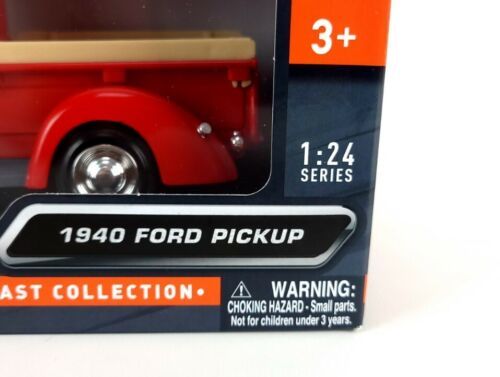 3+
1:24
SERIES
1940 FORD PICKUP
AST COLLECTION•
WARNING:
CHOKING HAZARD - Small parts.
Not for children under 3 years.